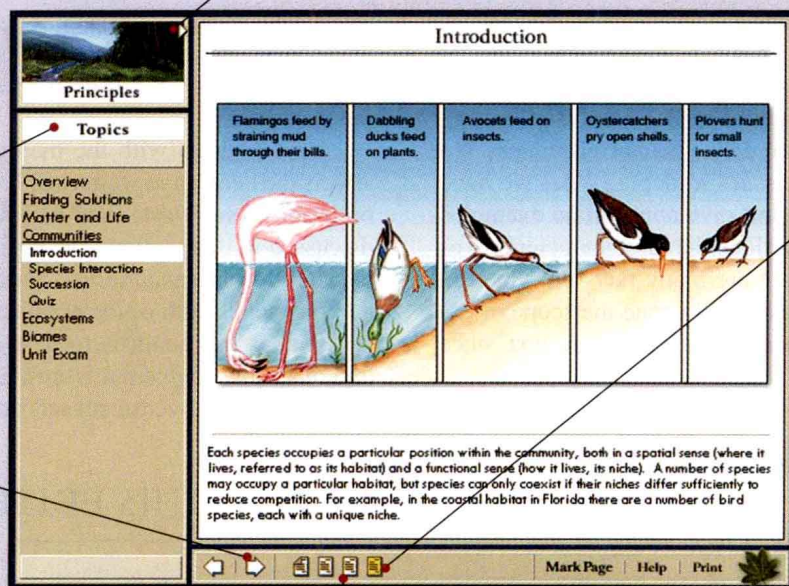 Principles
Topics
Overview
Finding Solutions
Matter and Life
Communities
Introduction
Species Interactions
Succession
Quiz
Ecosystems
Biomes
Unit Exam
Introduction
Flamingos feed by
straining mud
through their bills.
Dabbling
ducks feed
on plants.
Avocets feed on
insects.
Oystercatchers
pry open shells.
Plovers hunt
for small
insects.
Each species occupies a particular position within the community, both in a spatial sense (where it
lives, referred to as its habitat) and a functional sense (how it lives, its niche). A number of species
may occupy a particular habitat, but species can only coexist if their niches differ sufficiently to
reduce competition. For example, in the coastal habitat in Florida there are a number of bird
species, each with a unique niche.
Mark Page | Help | Print